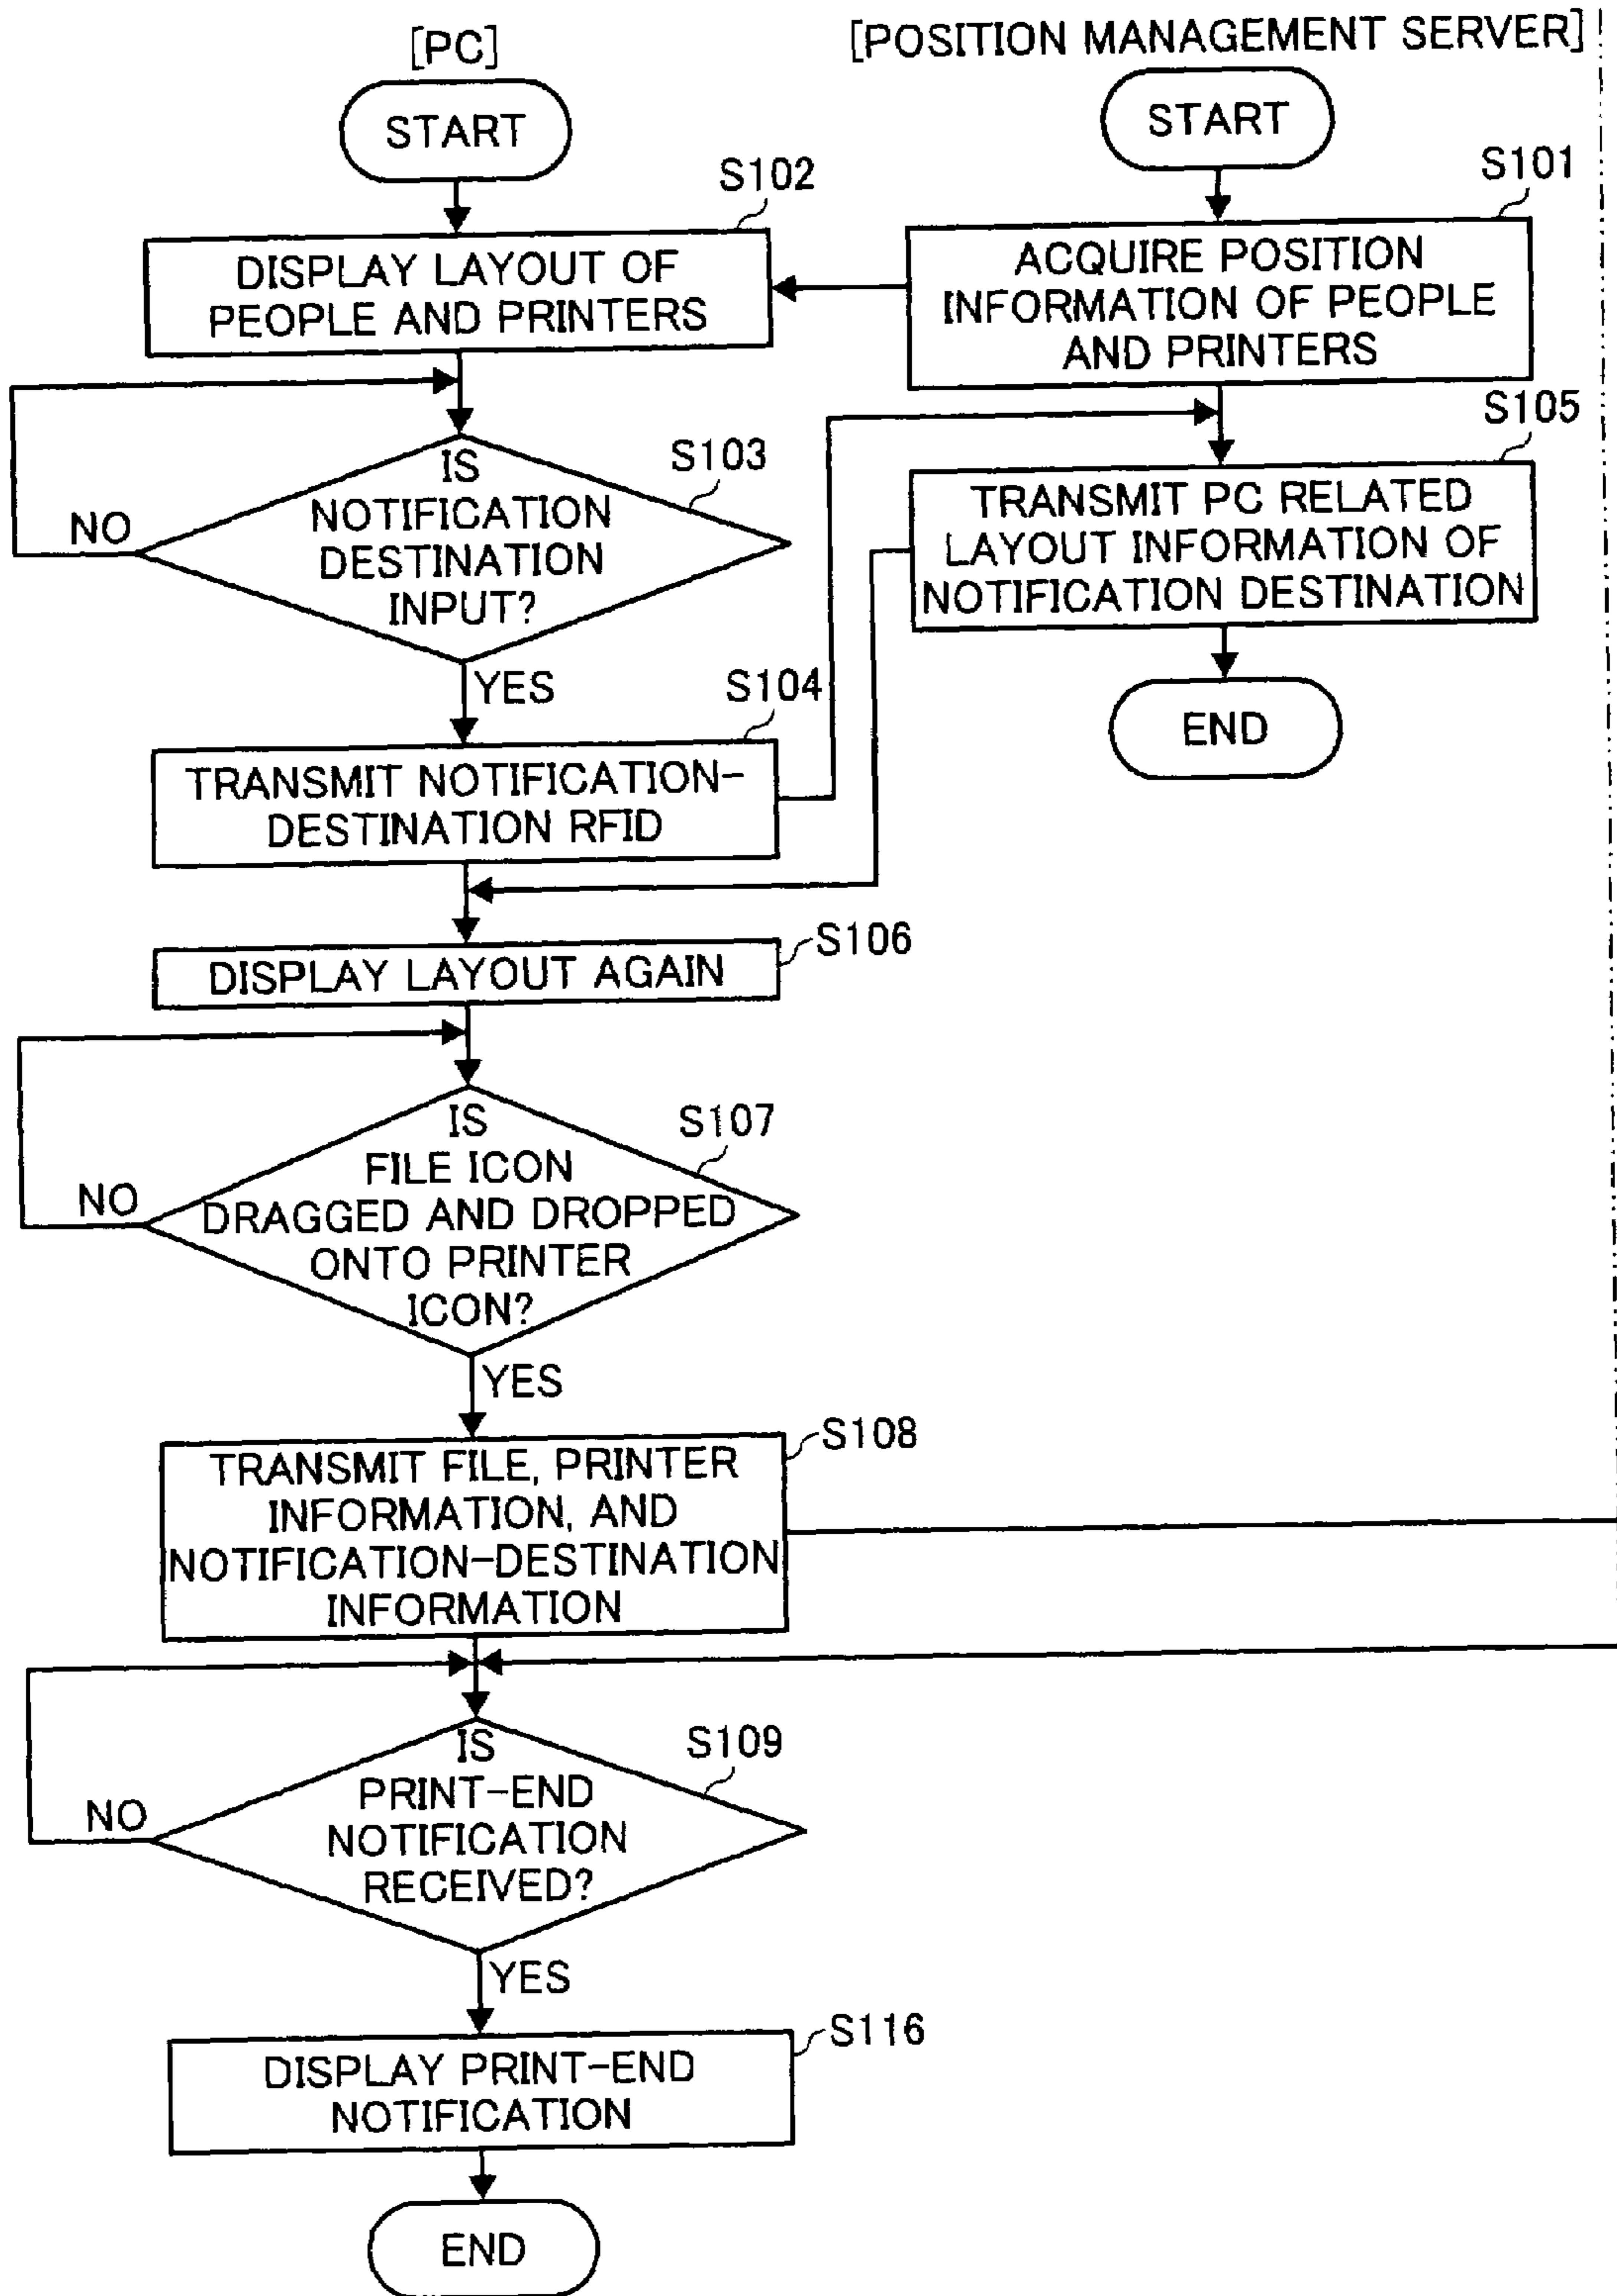 [PC]
START
S102
DISPLAY LAYOUT OF
PEOPLE AND PRINTERS
IS
NOTIFICATION
DESTINATION
INPUT?
S103
NO
YES
S104
TRANSMIT NOTIFICATION-
DESTINATION RFID
S106
DISPLAY LAYOUT AGAIN
IS
FILE ICON
DRAGGED AND DROPPED
ONTO PRINTER
ICON?
S107
NO
YES
S108
TRANSMIT FILE, PRINTER
INFORMATION, AND
NOTIFICATION-DESTINATION
INFORMATION
IS
PRINT-END
NOTIFICATION
RECEIVED?
S109
NO
YES
S116
DISPLAY PRINT-END
NOTIFICATION
END
[POSITION MANAGEMENT SERVER]
START
S101
ACQUIRE POSITION
INFORMATION OF PEOPLE
AND PRINTERS
S105
TRANSMIT PC RELATED
LAYOUT INFORMATION OF
NOTIFICATION DESTINATION
END